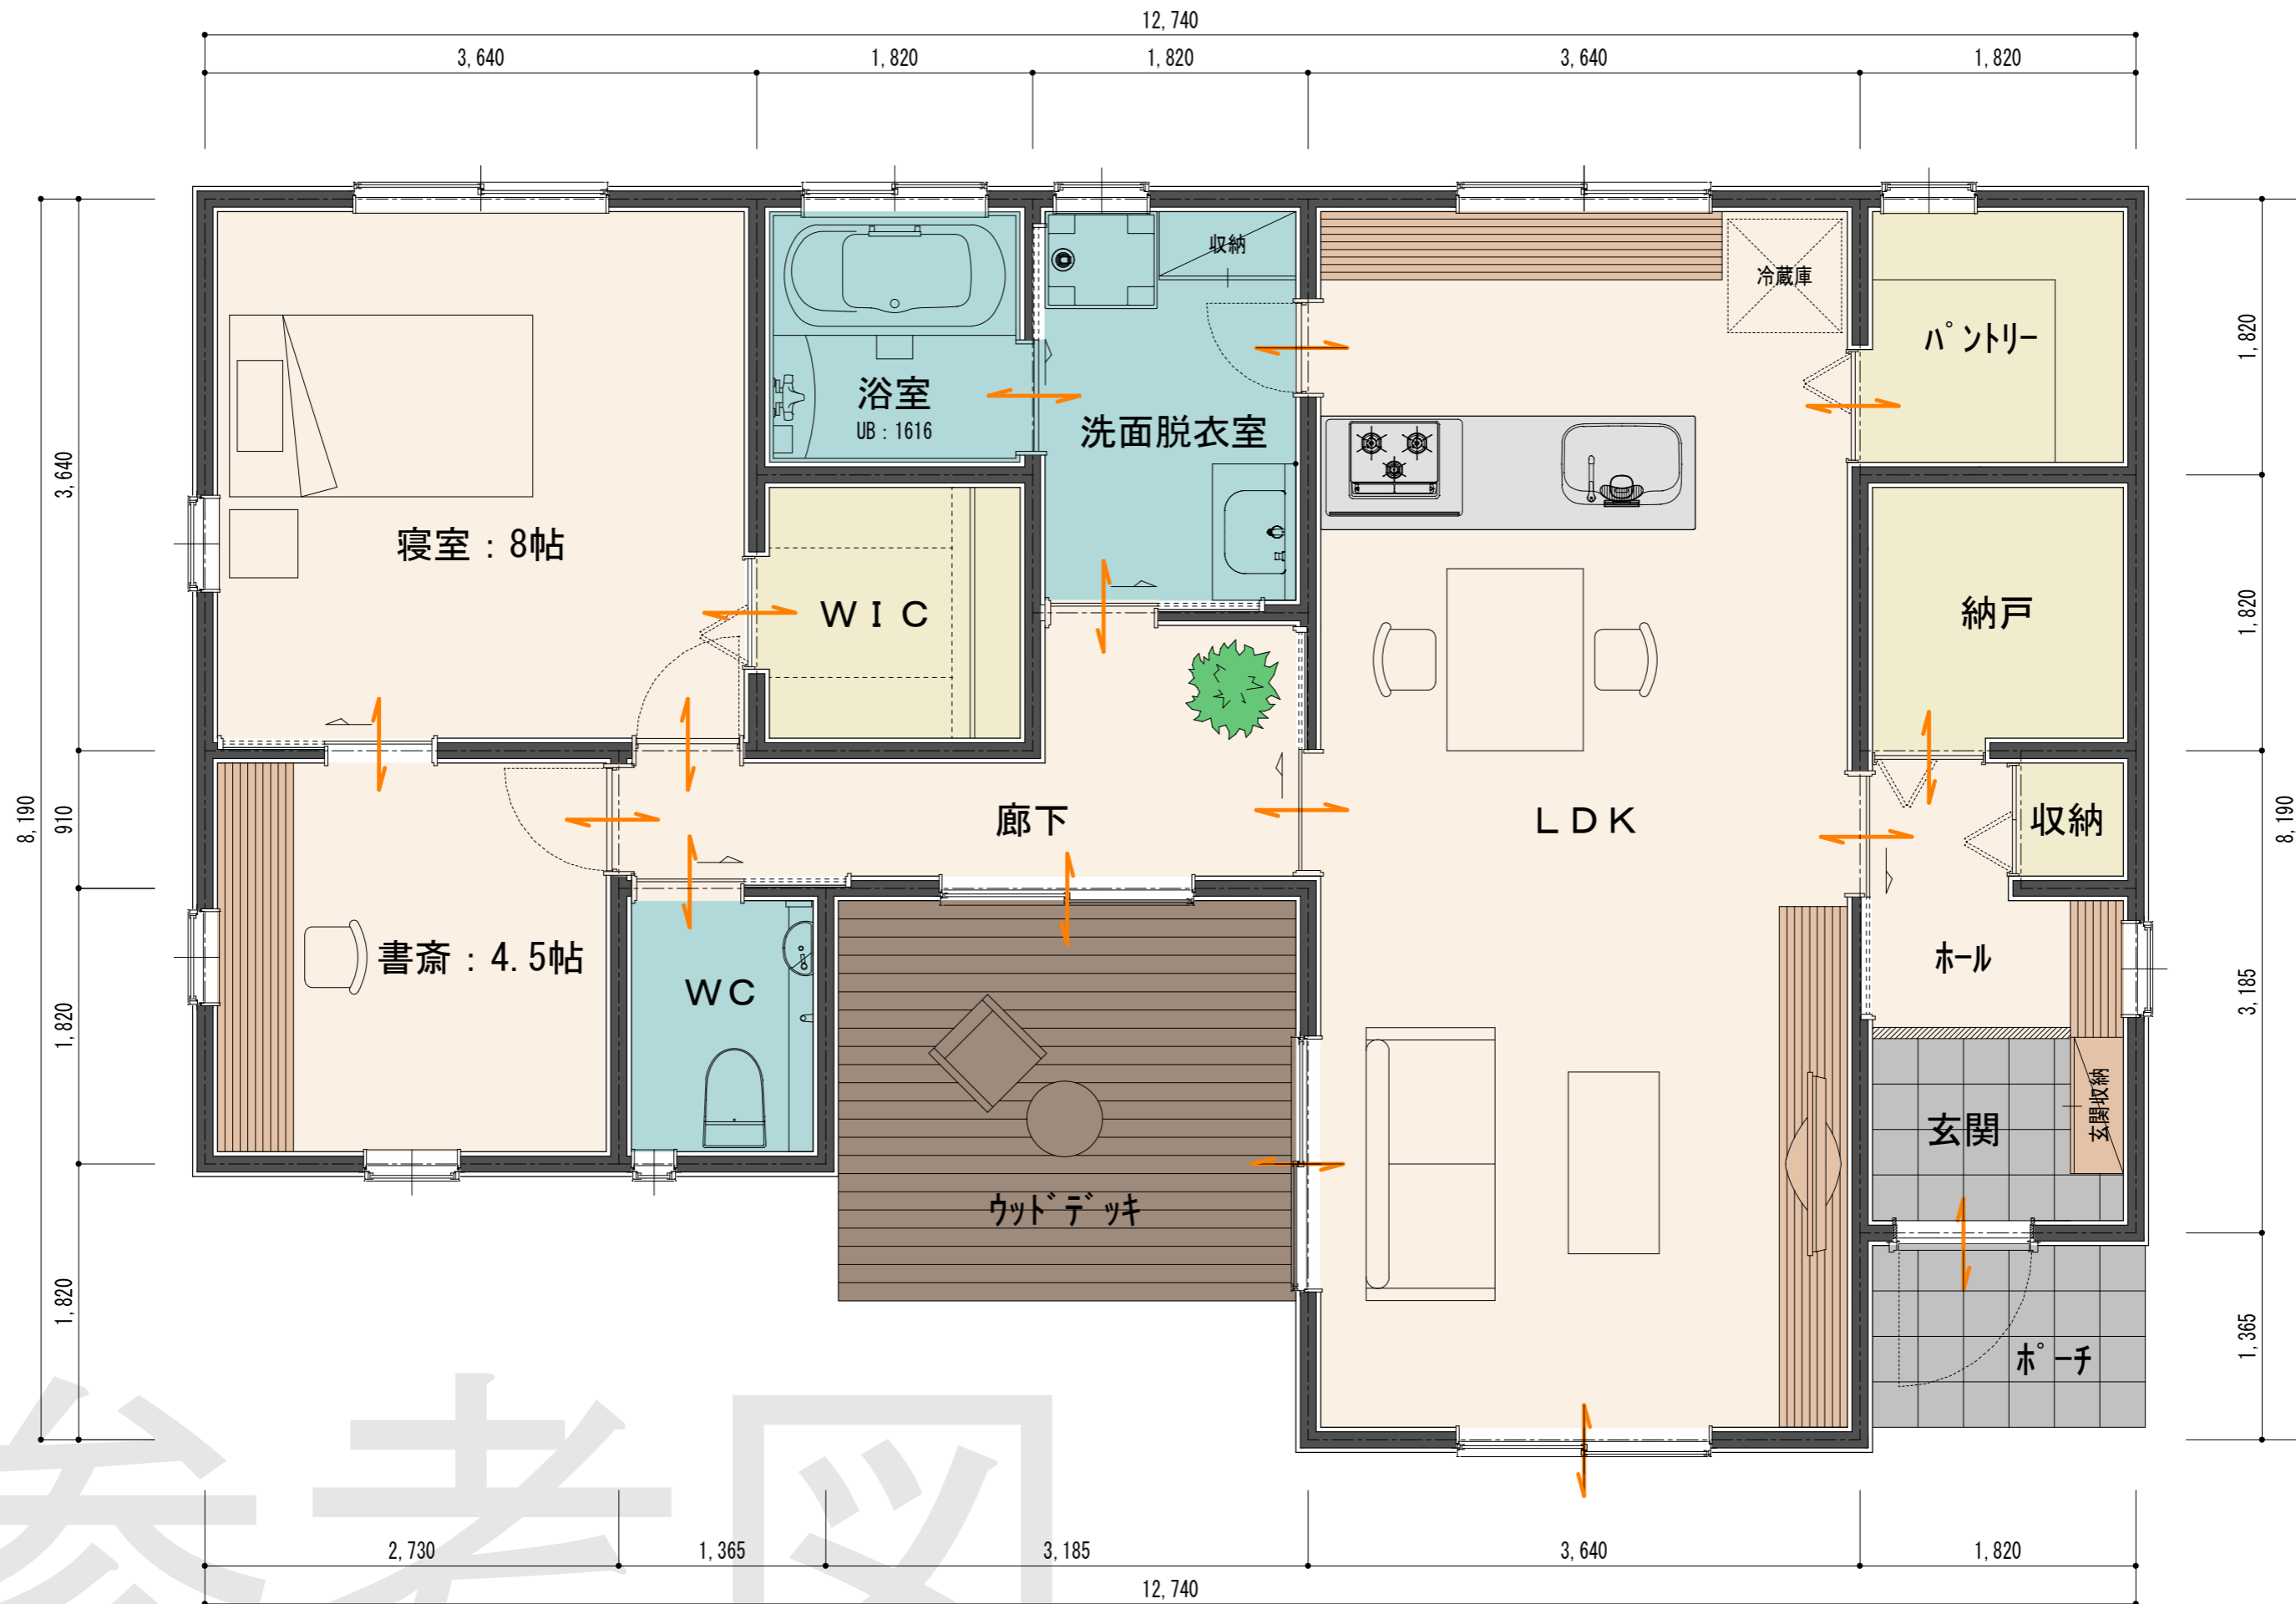 12,740
3,640
1,820
1,820
3,640
1,820
収納
冷蔵庫
パントリー
浴室
UB：1616
洗面脱衣室
寝室：8帖
ＷＩＣ
納戸
廊下
ＬＤＫ
収納
書斎：4.5帖
ＷＣ
ホール
玄関
玄関収納
ウッドデッキ
ポーチ
8,190
3,640
910
1,820
1,820
1,820
1,820
3,185
1,365
8,190
2,730
1,365
3,185
3,640
1,820
12,740
参考図